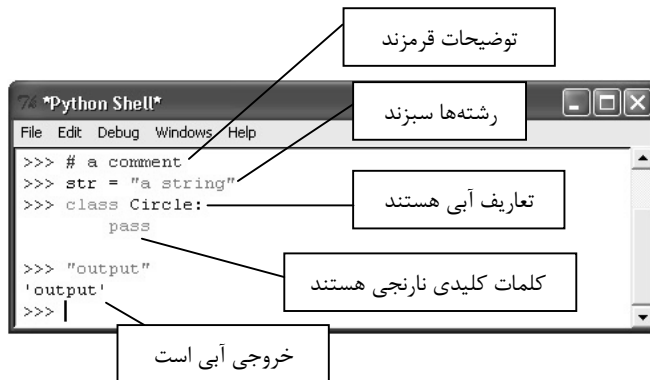 توضیحات قرمزند
*Python Shell*
رشته‌ها سبزند
File Edit Debug Windows Help
>>> # a comment
>>> str = "a string"
>>> class Circle:
تعاریف آبی هستند
pass
>>> "output"
کلمات کلیدی نارنجی هستند
'output'
>>>
خروجی آبی است